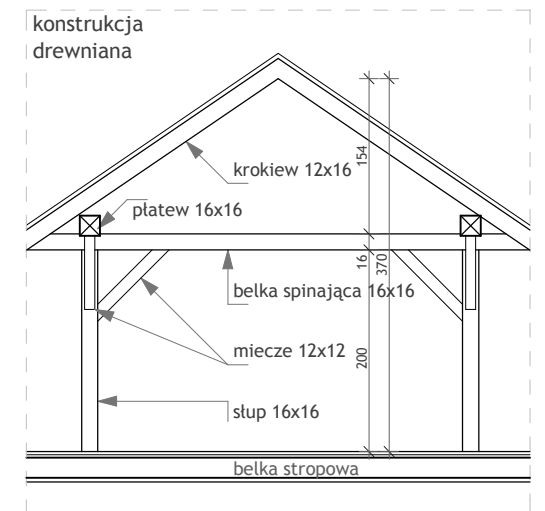 konstrukcja
drewniana
krokiew 12x16
płatew 16x16
belka spinająca 16x16
miecze 12x12
słup 16x16
belka stropowa
154
16
370
200